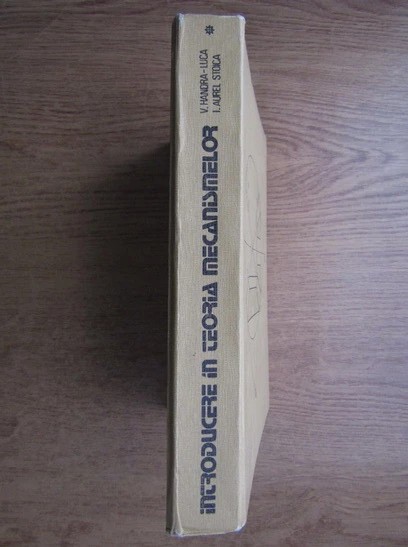 V. HANDRA-LUCA
I. AUREL STOICA
INTRODUCERE IN TEORIA MECANISMELOR